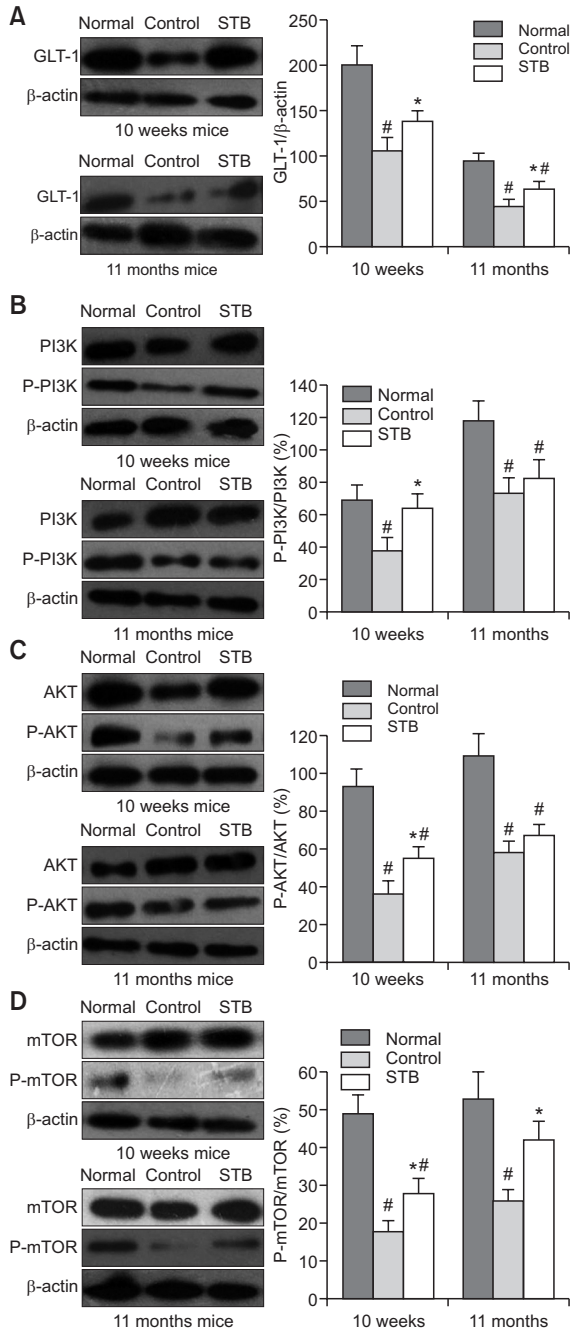 A
Normal Control STB
GLT-1
β-actin
10 weeks mice
Normal Control STB
GLT-1
β-actin
11 months mice
GLT-1/β-actin
250
200
150
100
50
0
Normal
Control
STB
#
*
#
*#
10 weeks
11 months
B
Normal Control STB
PI3K
P-PI3K
β-actin
10 weeks mice
Normal Control STB
PI3K
P-PI3K
β-actin
11 months mice
P-PI3K/PI3K (%)
140
120
100
80
60
40
20
0
Normal
Control
STB
#
*
#
#
10 weeks
11 months
C
Normal Control STB
AKT
P-AKT
β-actin
10 weeks mice
Normal Control STB
AKT
P-AKT
β-actin
11 months mice
P-AKT/AKT (%)
120
100
80
60
40
20
0
Normal
Control
STB
#
*#
#
#
10 weeks
11 months
D
Normal Control STB
mTOR
P-mTOR
β-actin
10 weeks mice
Normal Control STB
mTOR
P-mTOR
β-actin
11 months mice
P-mTOR/mTOR (%)
60
50
40
30
20
10
0
Normal
Control
STB
#
*#
#
*
10 weeks
11 months